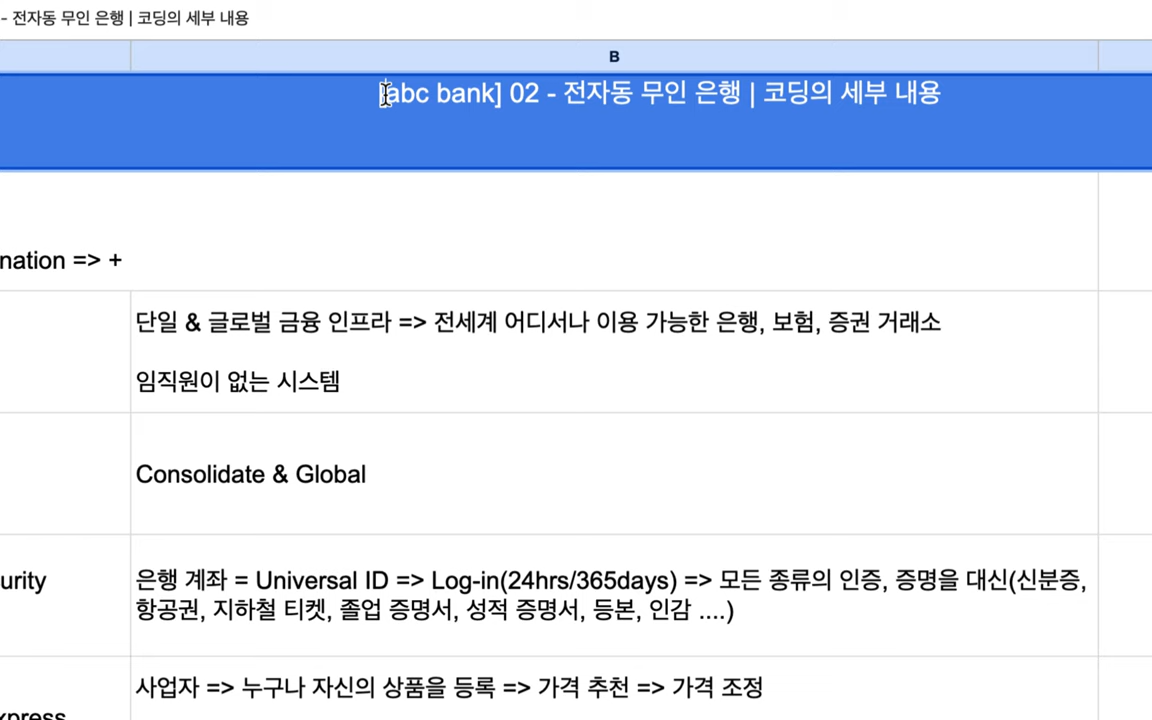 - 전자동 무인 은행 | 코딩의 세부 내용
B
[abc bank] 02 - 전자동 무인 은행 | 코딩의 세부 내용
nation => +
단일 & 글로벌 금융 인프라 => 전세계 어디서나 이용 가능한 은행, 보험, 증권 거래소
임직원이 없는 시스템
Consolidate & Global
urity
은행 계좌 = Universal ID => Log-in(24hrs/365days) => 모든 종류의 인증, 증명을 대신(신분증,
항공권, 지하철 티켓, 졸업 증명서, 성적 증명서, 등본, 인감 ....)
사업자 => 누구나 자신의 상품을 등록 => 가격 추천 => 가격 조정
xpress